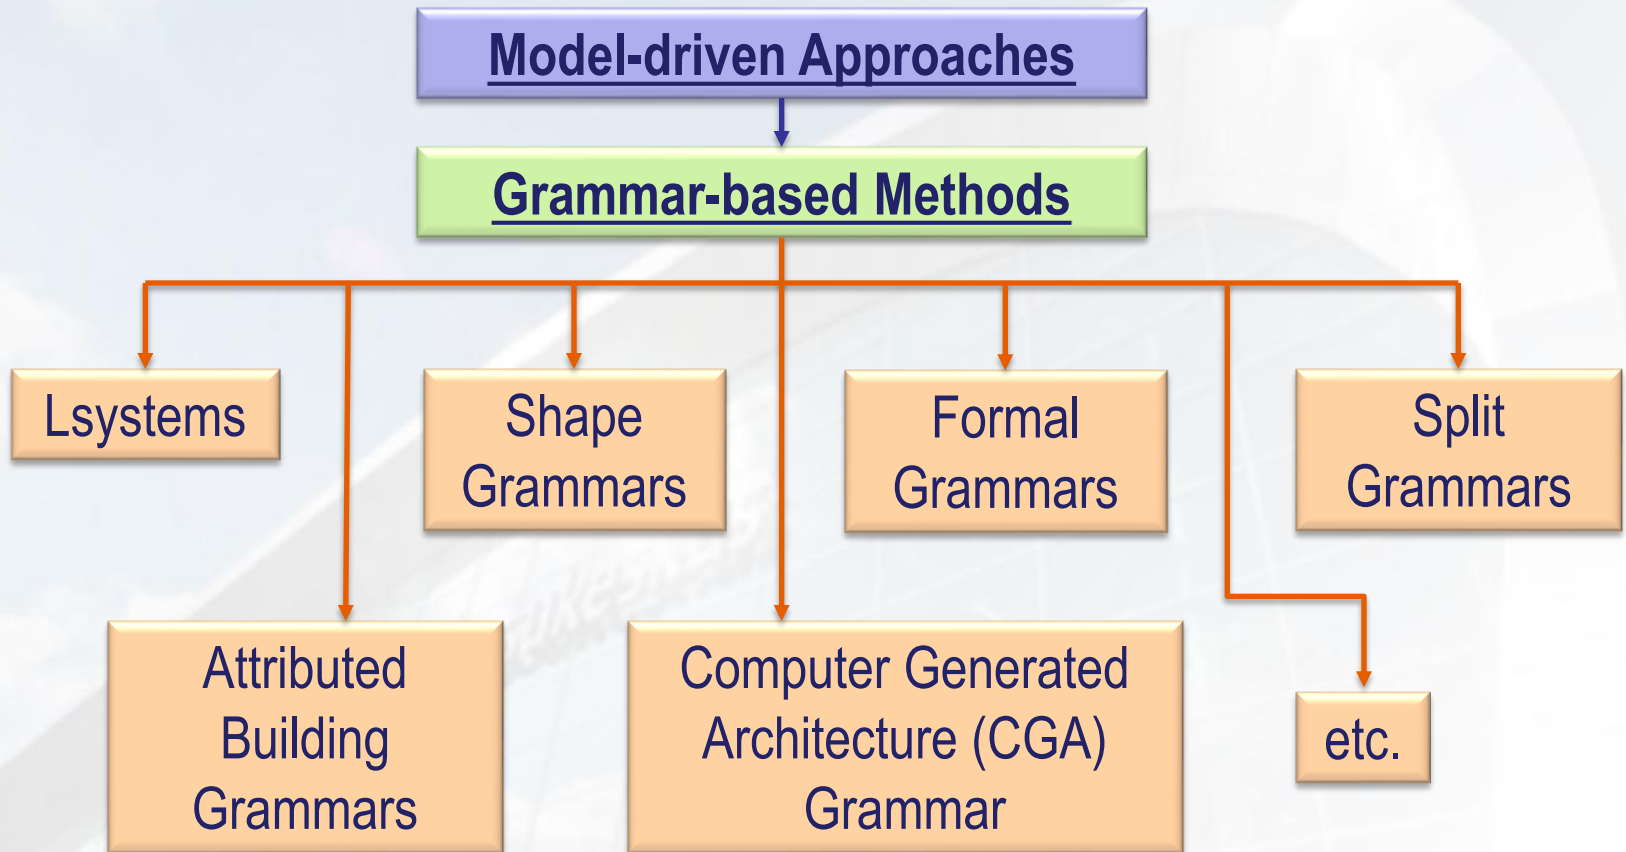 Model-driven Approaches
Grammar-based Methods
Lsystems
Shape
Grammars
Formal
Grammars
Split
Grammars
Attributed
Building
Grammars
Computer Generated
Architecture (CGA)
Grammar
etc.